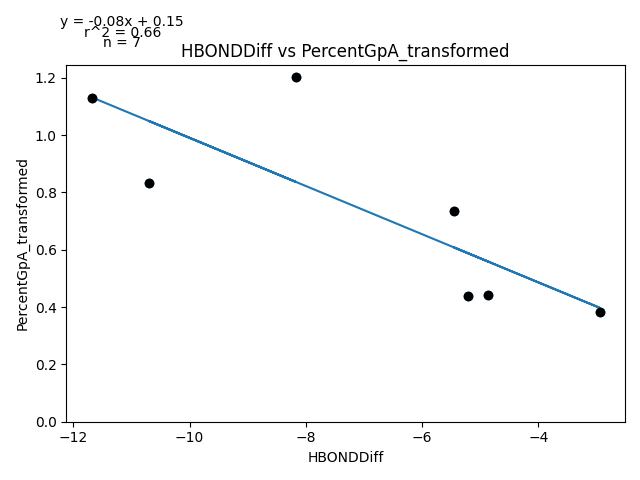 y = -0.08x + 0.15
r^2 = 0.66
n = 7
HBONDDiff vs PercentGpA_transformed
PercentGpA_transformed
1.2
1.0
0.8
0.6
0.4
0.2
0.0
−12
−10
−8
−6
−4
HBONDDiff